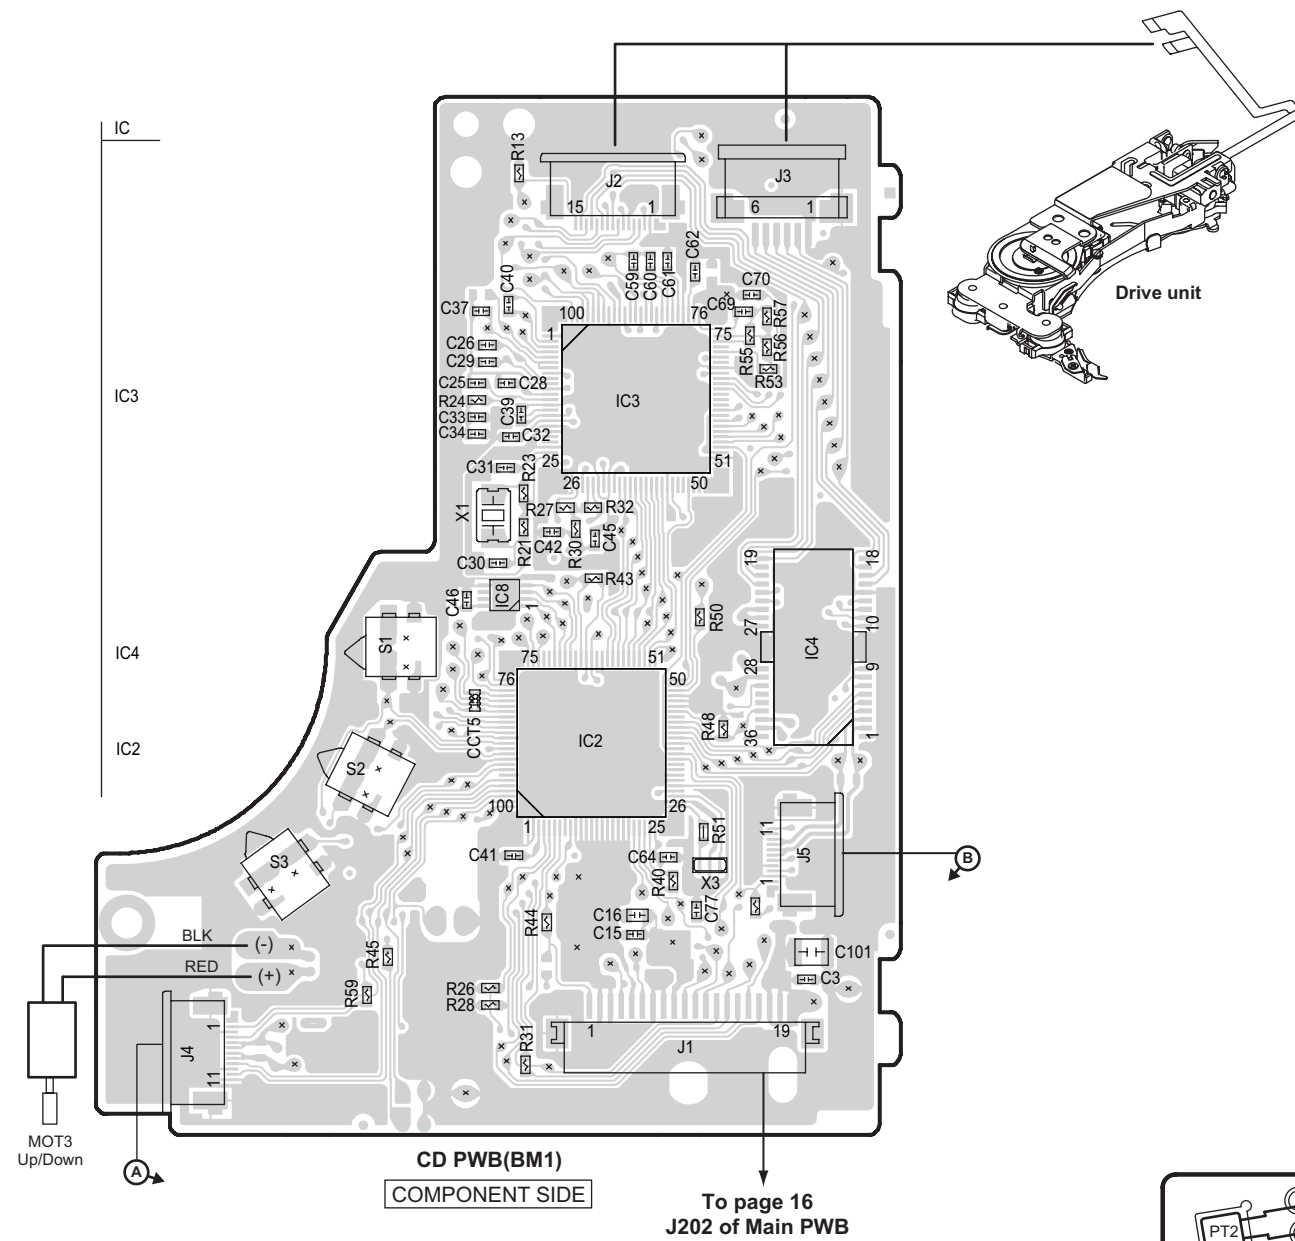 IC
IC3
IC4
IC2
R13
J2
15 1
J3
6 1
Drive unit
C62
C59
C60
C61
C40
C37
C70
C69
R57
C26
C29
R55
R56
C25
C28
R53
R24
C33
C39
C34
C32
100 76
1 75
IC3
25 51
26 50
C31
R23
X1
R27
R32
R21
C42
R30
C45
C30
R43
C46
IC8
1
R50
19 18
27 10
IC4
28 9
36 1
S1
75 51
76 50
CCT5
IC2
R48
S2
100 26
1 25
R51
11
J5
1
B
S3
C41
C64
R40
X3
C77
C16
C15
R44
C101
C3
BLK
(-)
RED
(+)
R45
R59
R26
R28
R31
1 19
J1
1
J4
11
MOT3
Up/Down
A
CD PWB(BM1)
COMPONENT SIDE
To page 16
J202 of Main PWB
PT2